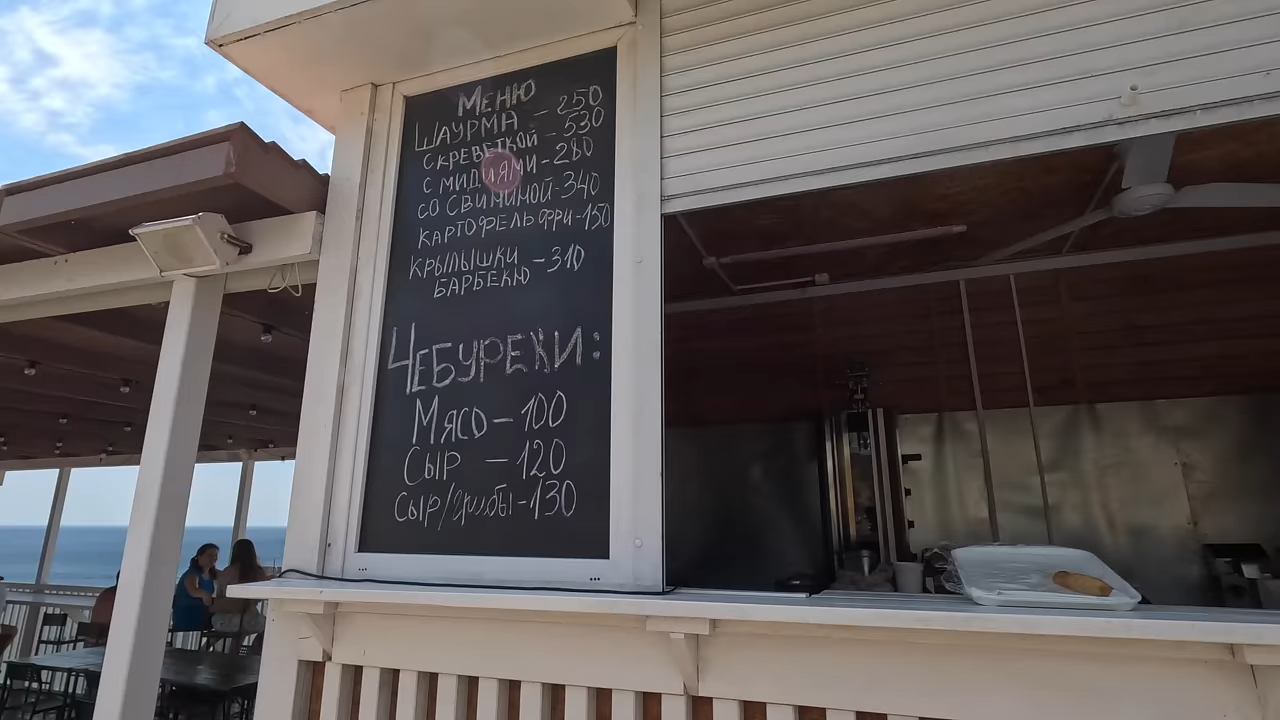 МЕНЮ
ШАУРМА - 250
С КРЕВЕТКОЙ - 530
С МИДИЯМИ - 280
СО СВИНИНОЙ - 340
КАРТОФЕЛЬ ФРИ - 150
КРЫЛЫШКИ - 310
БАРБЕКЮ
ЧЕБУРЕКИ:
МЯСО - 100
СЫР - 120
СЫР/грибы - 130